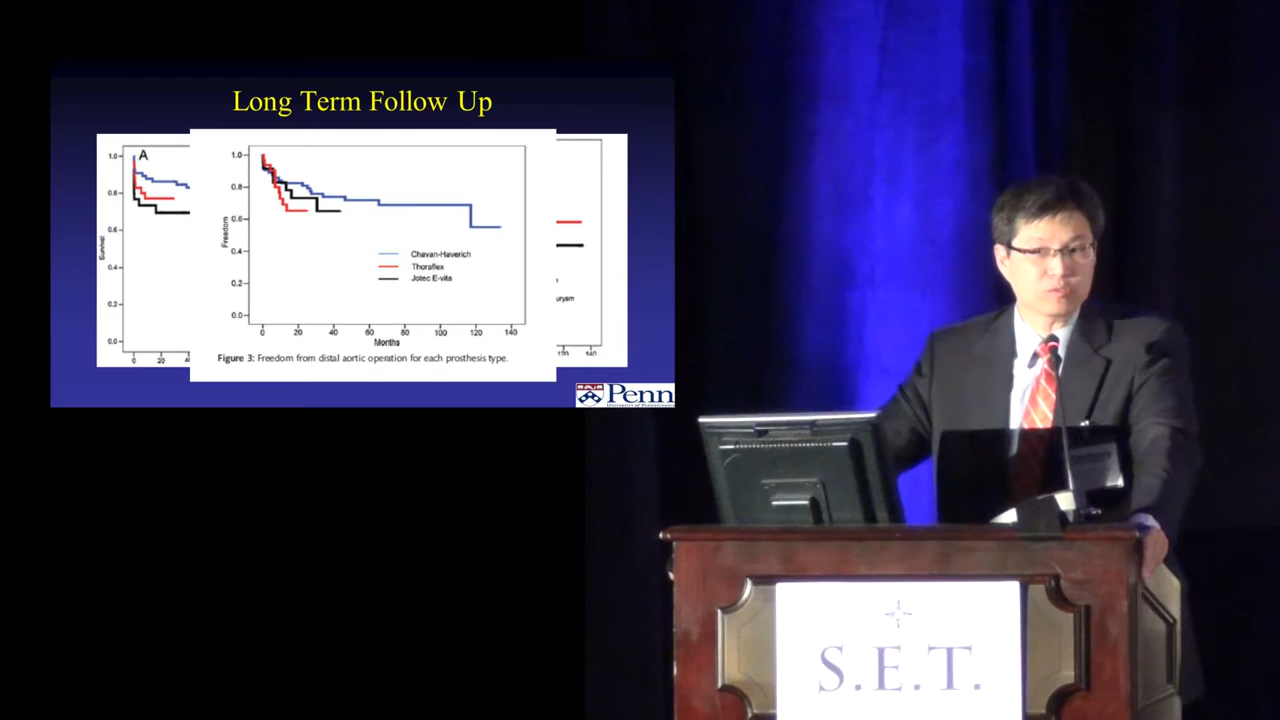 Long Term Follow Up
A
1.0
0.8
0.6
0.4
0.2
0.0
Survival
0 20
1.0
0.8
0.6
0.4
0.2
0.0
Freedom
Chavan-Haverich
Thoraflex
Jotec E-vita
0 20 40 60 80 100 120 140
Months
Figure 3: Freedom from distal aortic operation for each prosthesis type.
120 140
Penn
UNIVERSITY OF PENNSYLVANIA
S.E.T.